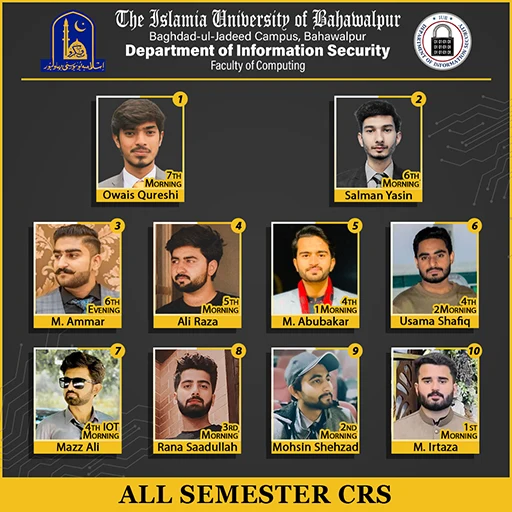 The Islamia University of Bahawalpur
Baghdad-ul-Jadeed Campus, Bahawalpur
Department of Information Security
Faculty of Computing
1
7TH
MORNING
Owais Qureshi
2
6TH
MORNING
Salman Yasin
3
6TH
EVENING
M. Ammar
4
5TH
MORNING
Ali Raza
5
4TH
1MORNING
M. Abubakar
6
4TH
2MORNING
Usama Shafiq
7
4TH IOT
MORNING
Mazz Ali
8
3RD
MORNING
Rana Saadullah
9
2ND
MORNING
Mohsin Shehzad
10
1ST
MORNING
M. Irtaza
ALL SEMESTER CRS